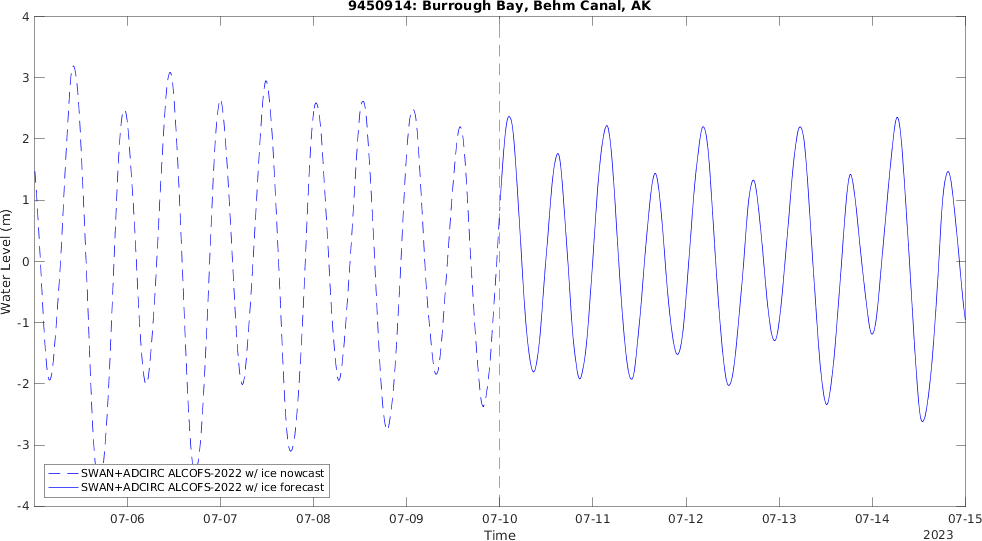 9450914: Burrough Bay, Behm Canal, AK
Water Level (m)
4
3
2
1
0
-1
-2
-3
-4
SWAN+ADCIRC ALCOFS-2022 w/ ice nowcast
SWAN+ADCIRC ALCOFS-2022 w/ ice forecast
07-06 07-07 07-08 07-09 07-10 07-11 07-12 07-13 07-14 07-15
Time
2023